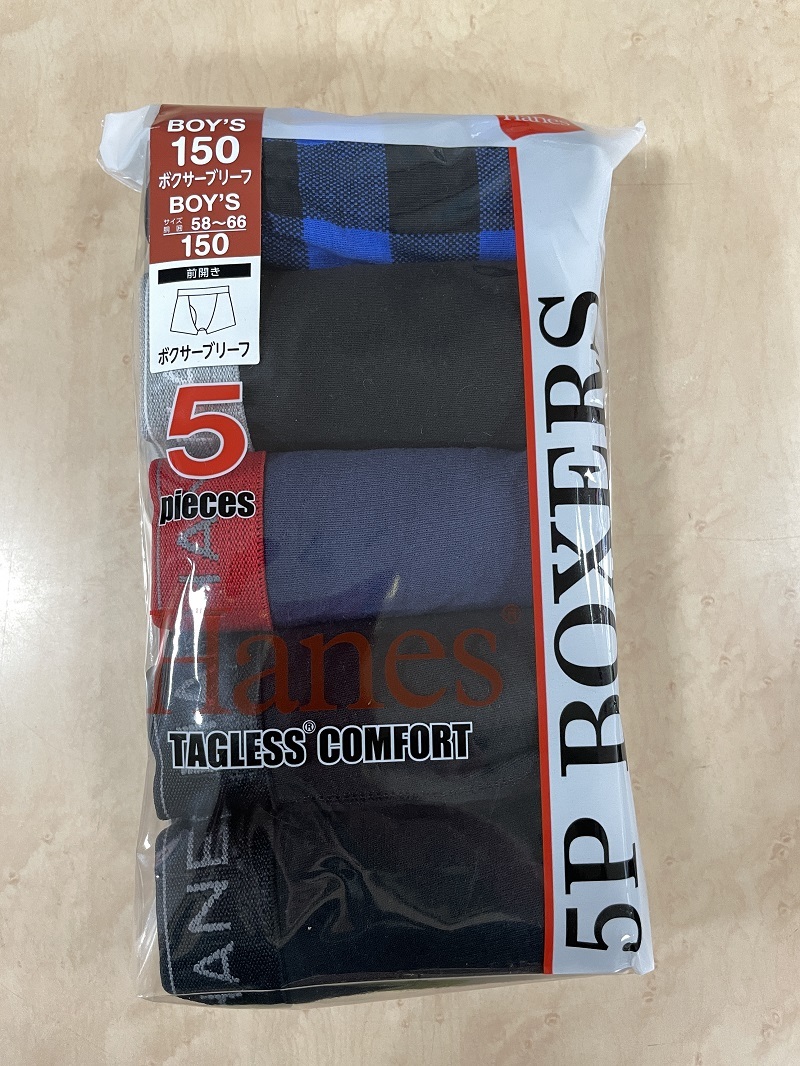 BOY'S
150
ボクサーブリーフ
BOY'S
サイズ
胴囲 58～66
150
前開き
ボクサーブリーフ
5
pieces
Hanes®
TAGLESS® COMFORT
Hanes
5P BOXERS
HANE